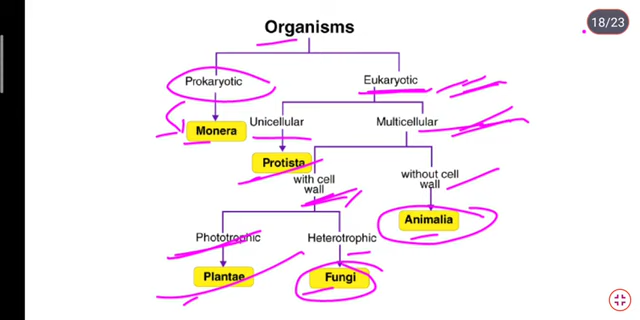 18/23
Organisms
Prokaryotic
Eukaryotic
Monera
Unicellular
Multicellular
Protista
with cell
wall
without cell
wall
Animalia
Phototrophic
Heterotrophic
Plantae
Fungi